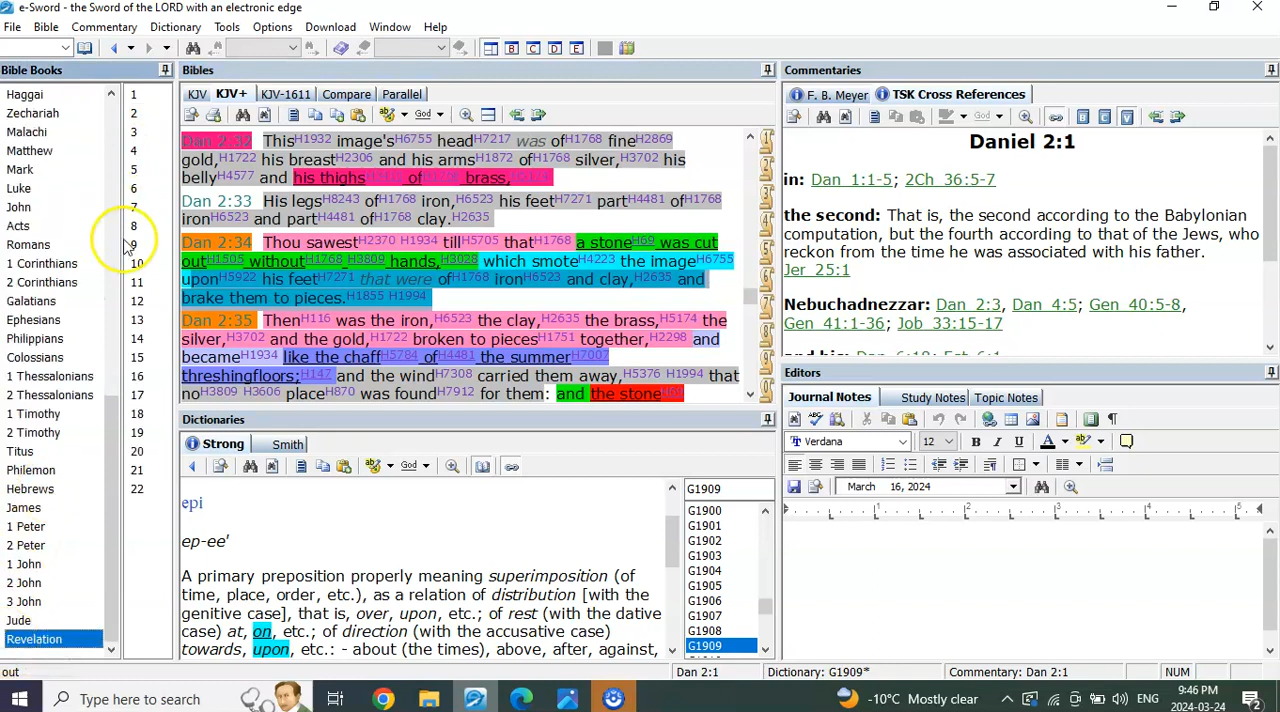 e-Sword - the Sword of the LORD with an electronic edge
File Bible Commentary Dictionary Tools Options Download Window Help
B C D E
Bible Books
Haggai
Zechariah
Malachi
Matthew
Mark
Luke
John
Acts
Romans
1 Corinthians
2 Corinthians
Galatians
Ephesians
Philippians
Colossians
1 Thessalonians
2 Thessalonians
1 Timothy
2 Timothy
Titus
Philemon
Hebrews
James
1 Peter
2 Peter
1 John
2 John
3 John
Jude
Revelation
1
2
3
4
5
6
7
8
9
10
11
12
13
14
15
16
17
18
19
20
21
22
Bibles
KJV KJV+ KJV-1611 Compare Parallel
God
Dan 2:32 This H1932 image's H6755 head H7217 was of H1768 fine H2869
gold, H1722 his breast H2306 and his arms H1872 of H1768 silver, H3702 his
belly H4577 and his thighs of brass,
Dan 2:33 His legs H8243 of H1768 iron, H6523 his feet H7271 part H4481 of H1768
iron H6523 and part H4481 of H1768 clay. H2635
Dan 2:34 Thou sawest H2370 H1934 till H5705 that H1768 a stone H69 was cut
out H1505 without H1768 H3809 hands, H3028 which smote H4223 the image H6755
upon H5922 his feet H7271 that were of H1768 iron H6523 and clay, H2635 and
brake them to pieces. H1855 H1994
Dan 2:35 Then H116 was the iron, H6523 the clay, H2635 the brass, H5174 the
silver, H3702 and the gold, H1722 broken to pieces H1751 together, H2298 and
became H1934 like the chaff H5784 of H4481 the summer H7007
threshingfloors; H147 and the wind H7308 carried them away, H5376 H1994 that
no H3809 H3606 place H870 was found H7912 for them: and the stone H69
Dictionaries
Strong Smith
God
epi
ep-ee'
A primary preposition properly meaning superimposition (of
time, place, order, etc.), as a relation of distribution [with the
genitive case], that is, over, upon, etc.; of rest (with the dative
case) at, on, etc.; of direction (with the accusative case)
towards, upon, etc.: - about (the times), above, after, against,
G1909
G1900
G1901
G1902
G1903
G1904
G1905
G1906
G1907
G1908
G1909
Commentaries
F. B. Meyer TSK Cross References
God B C V
Daniel 2:1
in: Dan 1:1-5; 2Ch 36:5-7
the second: That is, the second according to the Babylonian
computation, but the fourth according to that of the Jews, who
reckon from the time he was associated with his father.
Jer 25:1
Nebuchadnezzar: Dan 2:3, Dan 4:5; Gen 40:5-8,
Gen 41:1-36; Job 33:15-17
Editors
Journal Notes Study Notes Topic Notes
Verdana 12 B I U A
March 16, 2024
1 2 3 4 5
out Dan 2:1 Dictionary: G1909* Commentary: Dan 2:1 NUM
Type here to search
-10°C Mostly clear ENG
9:46 PM
2024-03-24
2